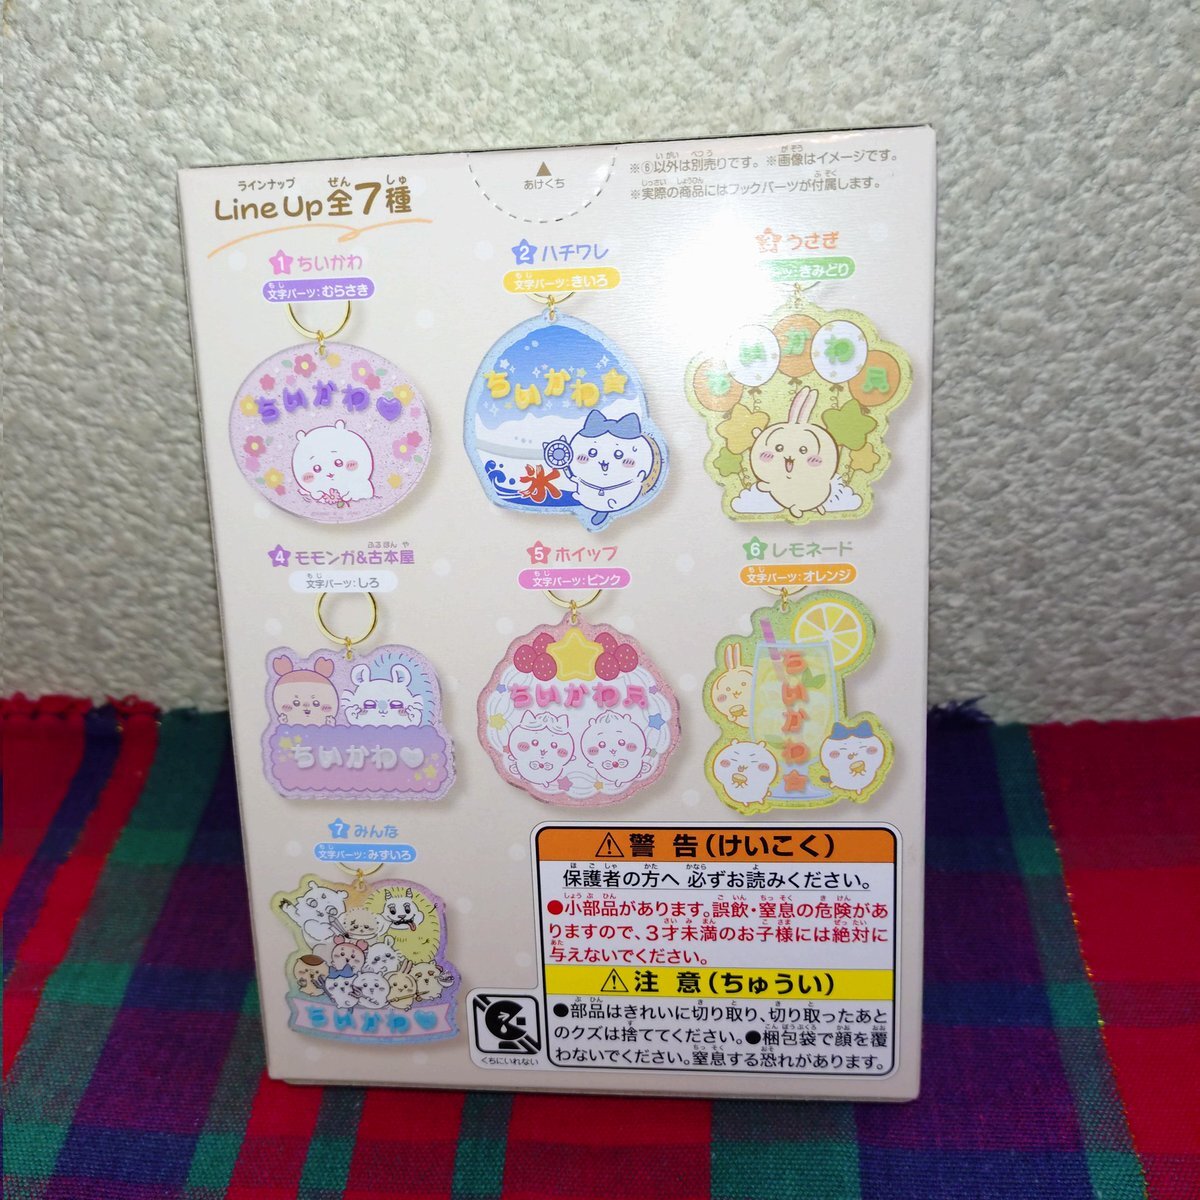 ラインナップ
Line Up 全7種
ぜん しゅ
あけくち
※⑥以外は別売りです。※画像はイメージです。
※実際の商品にはフックパーツが付属します。
1 ちいかわ
文字パーツ：むらさき
ちいかわ
2 ハチワレ
文字パーツ：きいろ
ちいかわ
氷
3 うさぎ
ツ：きみどり
いかわ
4 モモンガ&古本屋
文字パーツ：しろ
ちいかわ
5 ホイップ
文字パーツ：ピンク
ちいかわ
6 レモネード
文字パーツ：オレンジ
ちいかわ
7 みんな
文字パーツ：みずいろ
ちいかわ
警告（けいこく）
保護者の方へ 必ずお読みください。
●小部品があります。誤飲・窒息の危険があ
りますので、3才未満のお子様には絶対に
与えないでください。
注意（ちゅうい）
●部品はきれいに切り取り、切り取ったあと
のクズは捨ててください。●梱包袋で顔を覆
わないでください。窒息する恐れがあります。
くちにいれない